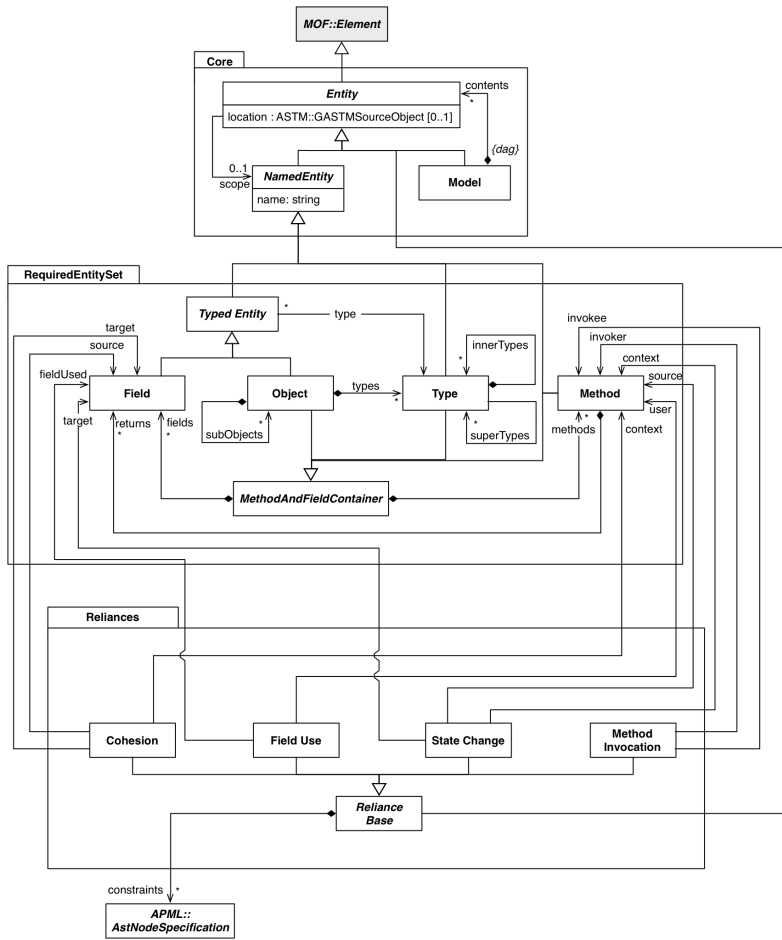 MOF::Element
Core
Entity
contents
*
location : ASTM::GASTMSourceObject [0..1]
{dag}
0..1
scope
NamedEntity
name: string
Model
RequiredEntitySet
Typed Entity
*
type
target
source
fieldUsed
target
Field
Object
types
*
innerTypes
*
Type
invokee
invoker
context
source
Method
user
returns
*
fields
*
subObjects
*
superTypes
*
methods
*
context
MethodAndFieldContainer
Reliances
Cohesion
Field Use
State Change
Method
Invocation
Reliance
Base
constraints
*
APML::
AstNodeSpecification